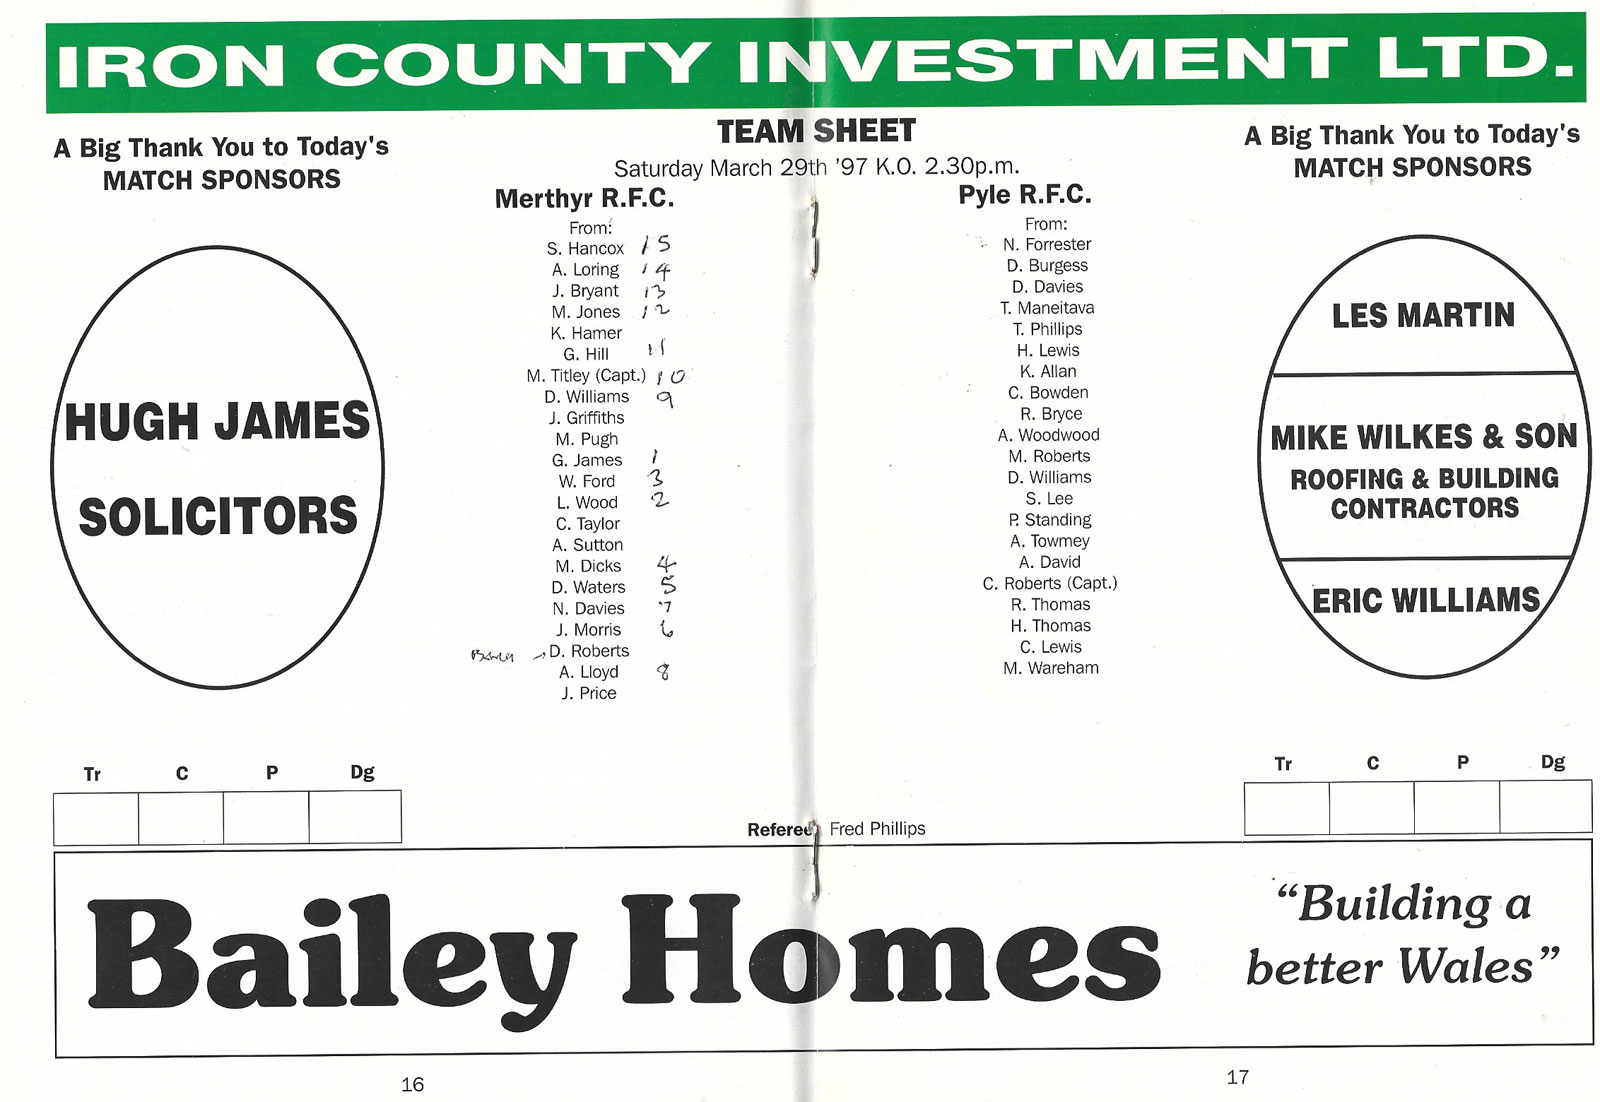 IRON COUNTY INVESTMENT LTD.
A Big Thank You to Today's
MATCH SPONSORS
HUGH JAMES
SOLICITORS
TEAM SHEET
Saturday March 29th '97 K.O. 2.30p.m.
Merthyr R.F.C.
From:
S. Hancox 15
A. Loring 14
J. Bryant 13
M. Jones 12
K. Hamer
G. Hill 11
M. Titley (Capt.) 10
D. Williams 9
J. Griffiths
M. Pugh
G. James 1
W. Ford 3
L. Wood 2
C. Taylor
A. Sutton
M. Dicks 4
D. Waters 5
N. Davies 7
J. Morris 6
D. Roberts
A. Lloyd 8
J. Price
Pyle R.F.C.
From:
N. Forrester
D. Burgess
D. Davies
T. Maneitava
T. Phillips
H. Lewis
K. Allan
C. Bowden
R. Bryce
A. Woodwood
M. Roberts
D. Williams
S. Lee
P. Standing
A. Towmey
A. David
C. Roberts (Capt.)
R. Thomas
H. Thomas
C. Lewis
M. Wareham
A Big Thank You to Today's
MATCH SPONSORS
LES MARTIN
MIKE WILKES & SON
ROOFING & BUILDING
CONTRACTORS
ERIC WILLIAMS
Tr C P Dg
Tr C P Dg
Referee: Fred Phillips
Bailey Homes
“Building a
better Wales”
16
17